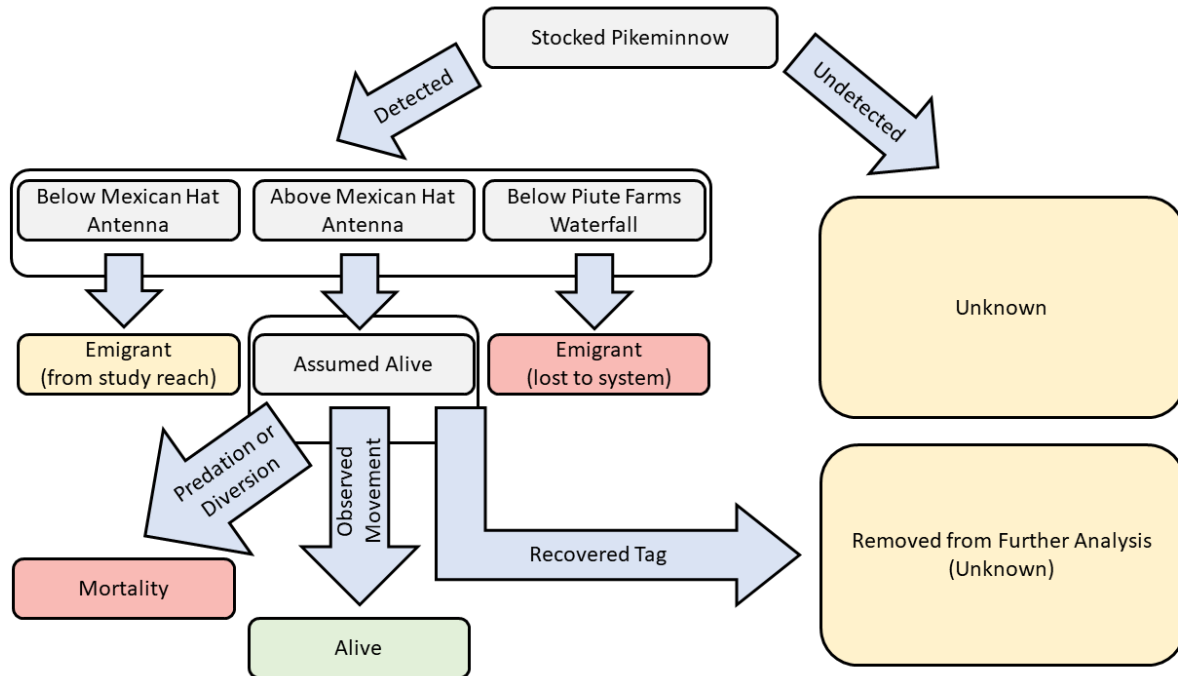 Stocked Pikeminnow
Detected
Undetected
Below Mexican Hat
Antenna
Above Mexican Hat
Antenna
Below Piute Farms
Waterfall
Unknown
Emigrant
(from study reach)
Assumed Alive
Emigrant
(lost to system)
Predation or
Diversion
Observed
Movement
Recovered Tag
Removed from Further Analysis
(Unknown)
Mortality
Alive